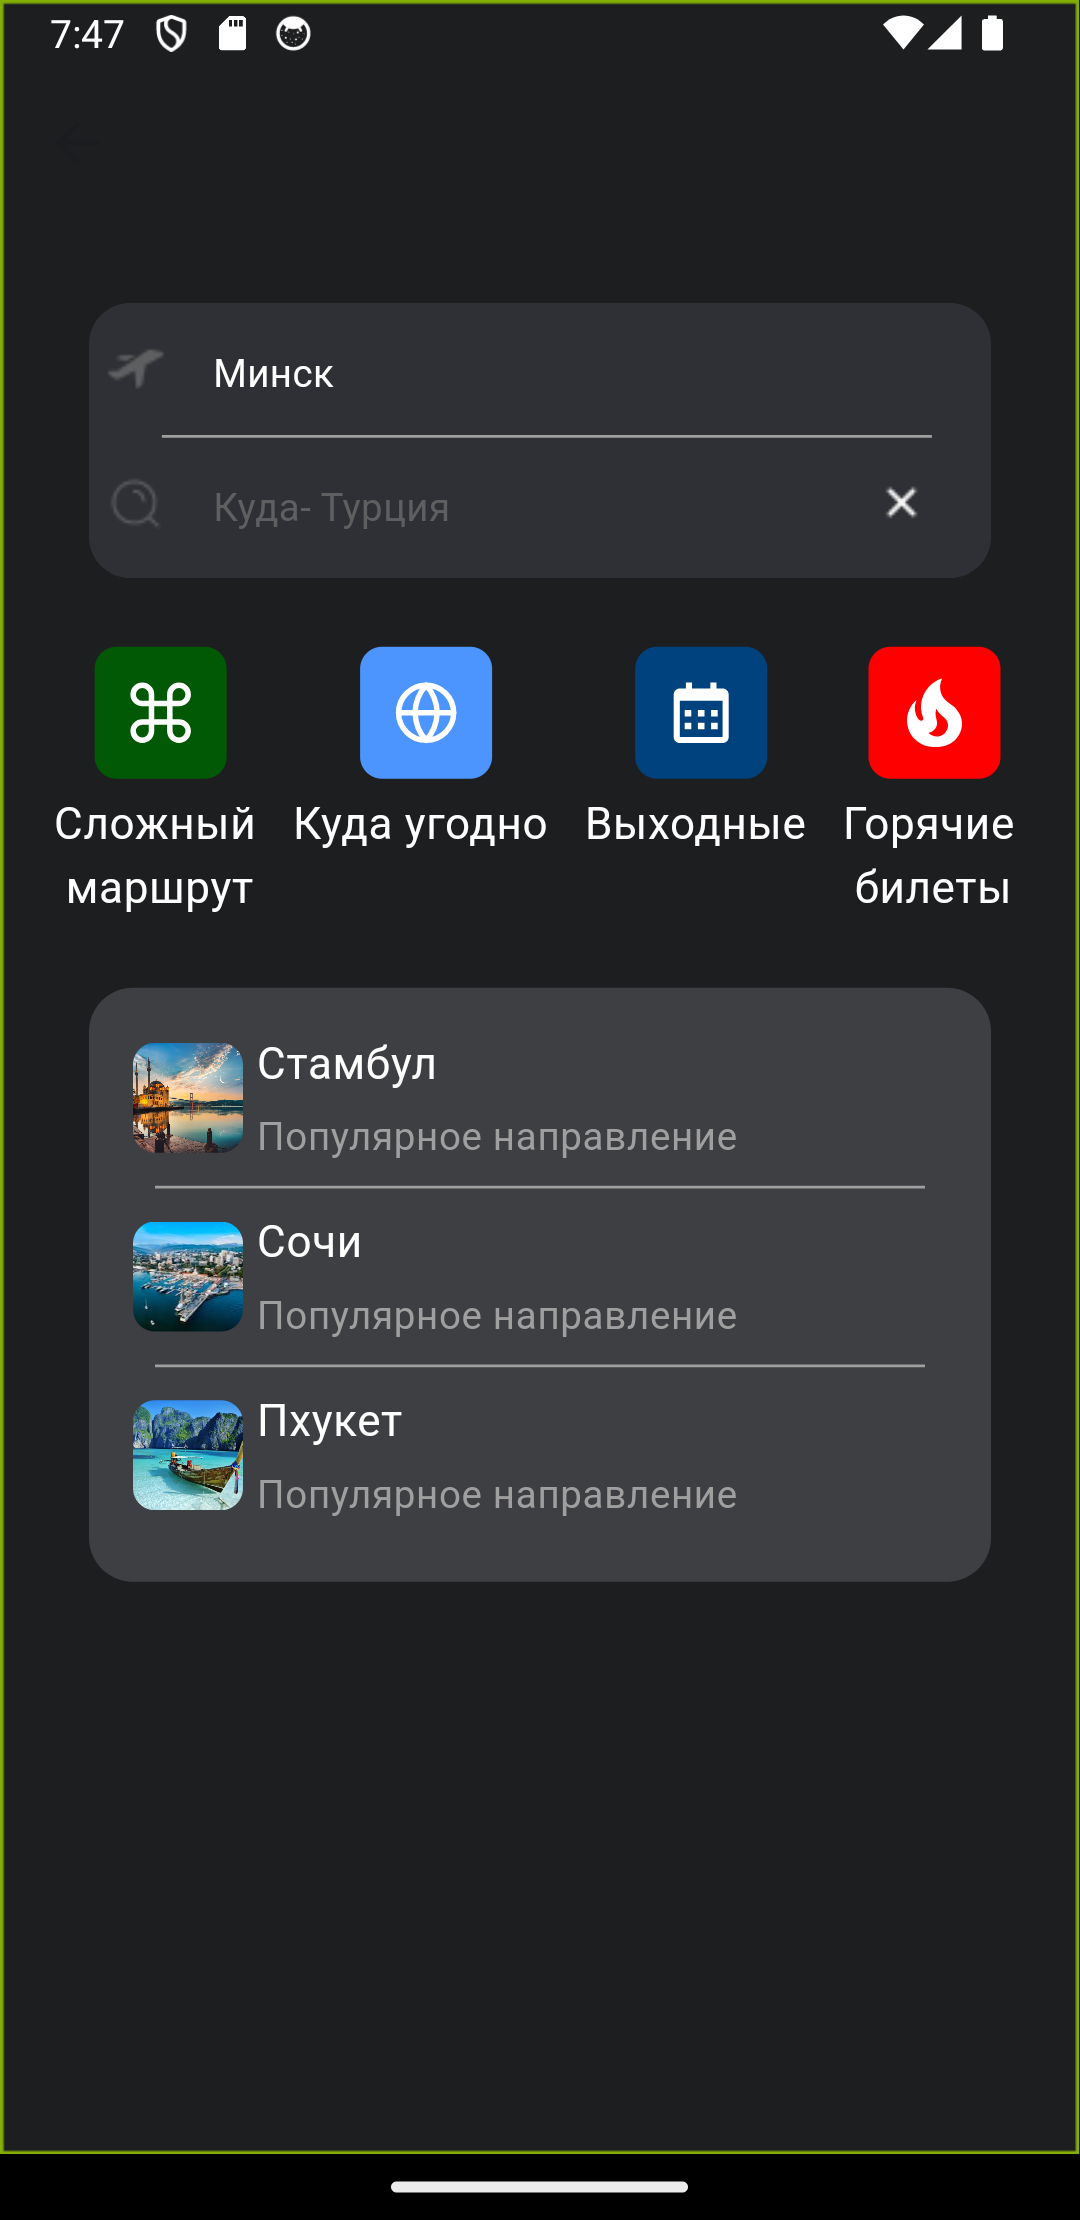 7:47
Минск
Куда- Турция
Сложный
маршрут
Куда угодно
Выходные
Горячие
билеты
Стамбул
Популярное направление
Сочи
Популярное направление
Пхукет
Популярное направление